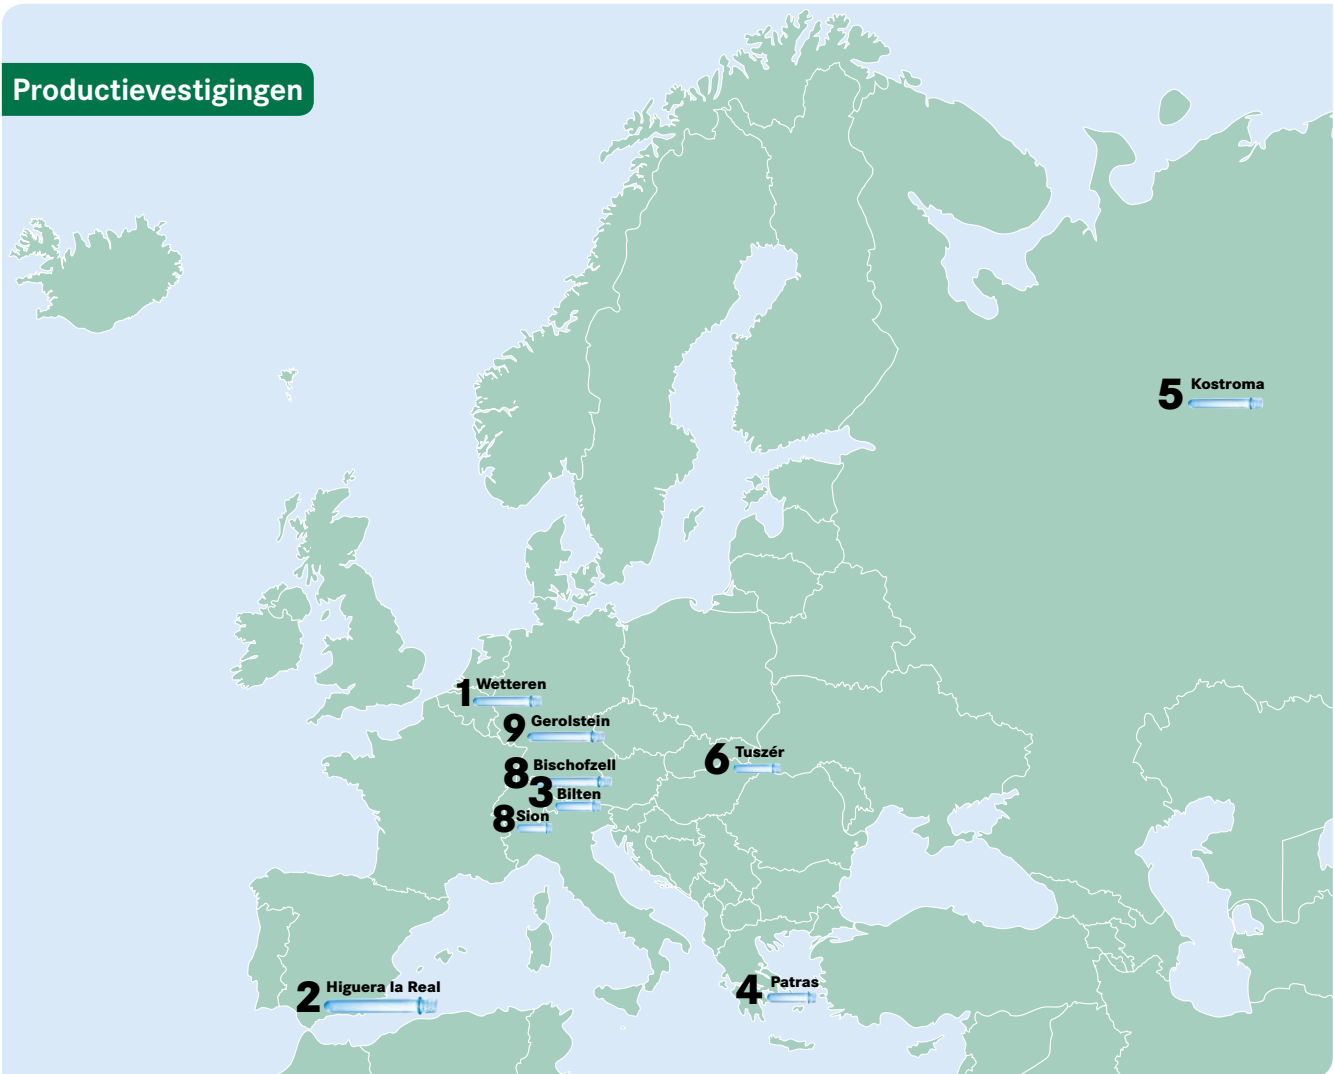 Productievestigingen
5 Kostroma
1 Wetteren
9 Gerolstein
6 Tuszér
8 Bischofzell
3 Bilten
8 Sion
2 Higuera la Real
4 Patras